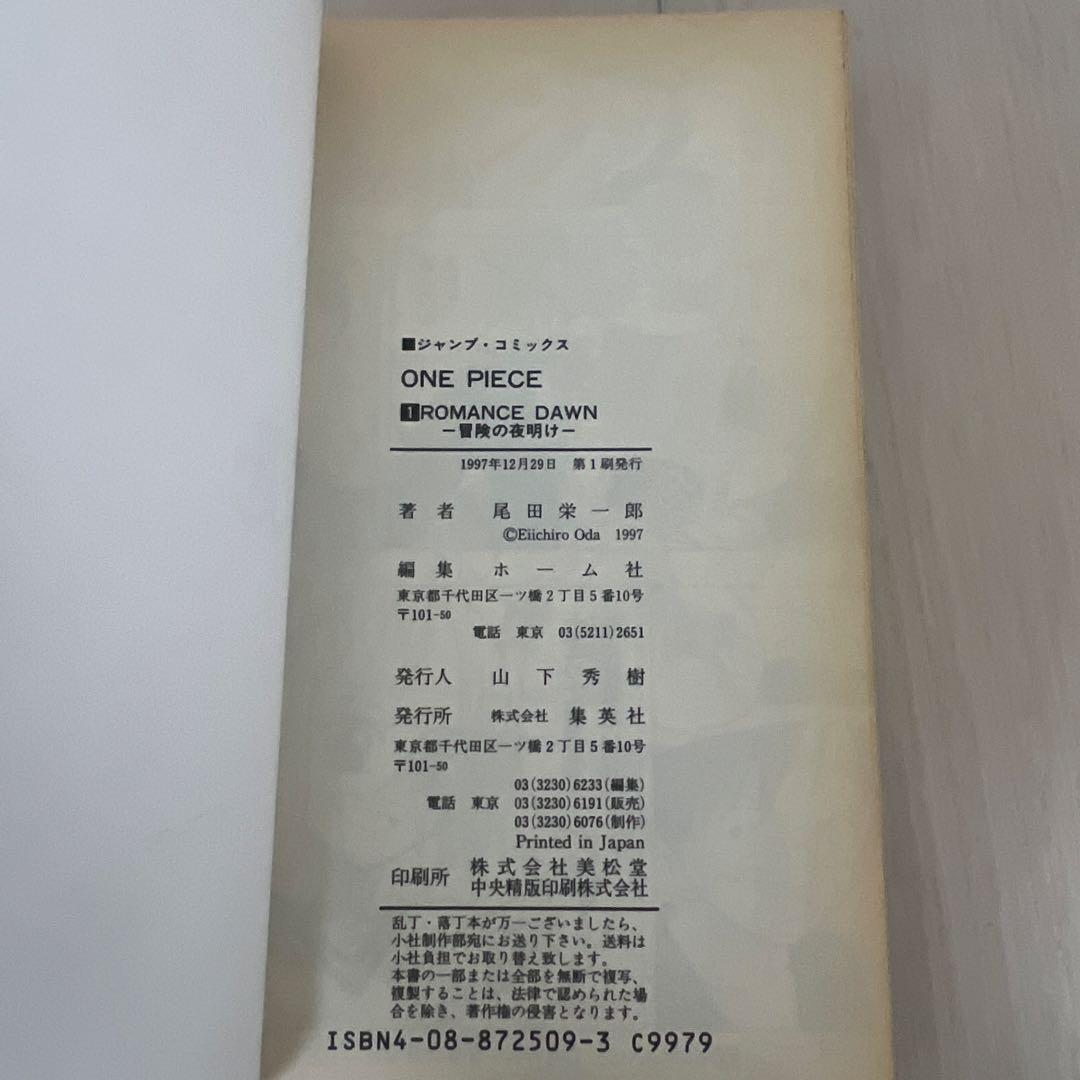 ■ジャンプ・コミックス
ONE PIECE
1 ROMANCE DAWN
－冒険の夜明け－
1997年12月29日 第1刷発行
著者 尾田栄一郎
©Eiichiro Oda 1997
編集 ホーム社
東京都千代田区一ツ橋2丁目5番10号
〒101-50
電話 東京 03(5211)2651
発行人 山下秀樹
発行所 株式会社 集英社
東京都千代田区一ツ橋2丁目5番10号
〒101-50
03(3230)6233(編集)
電話 東京 03(3230)6191(販売)
03(3230)6076(制作)
Printed in Japan
印刷所 株式会社美松堂
中央精版印刷株式会社
乱丁・落丁本が万一ございましたら、
小社制作部宛にお送り下さい。送料は
小社負担でお取り替え致します。
本書の一部または全部を無断で複写、
複製することは、法律で認められた場
合を除き、著作権の侵害となります。
ISBN4-08-872509-3 C9979